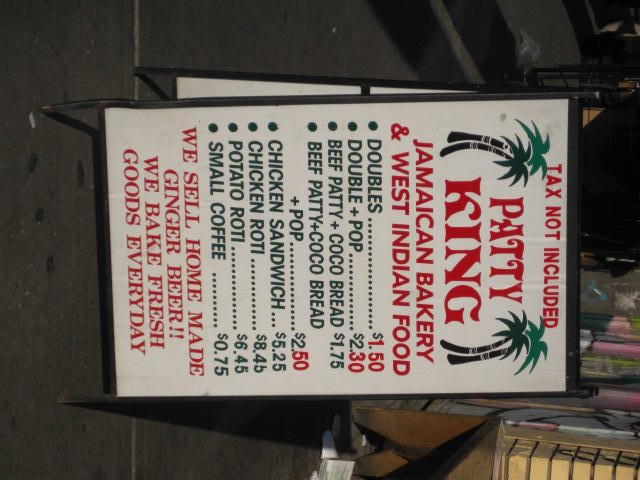 TAX NOT INCLUDED
PATTY
KING
JAMAICAN BAKERY
& WEST INDIAN FOOD
• DOUBLES .................... $1.50
• DOUBLE + POP ............. $2.30
• BEEF PATTY + COCO BREAD $1.75
• BEEF PATTY+COCO BREAD
+ POP ................ $2.50
• CHICKEN SANDWICH ... $5.25
• CHICKEN ROTI ............ $8.45
• POTATO ROTI .............. $6.45
• SMALL COFFEE .......... $0.75
WE SELL HOME MADE
GINGER BEER!!
WE BAKE FRESH
GOODS EVERYDAY